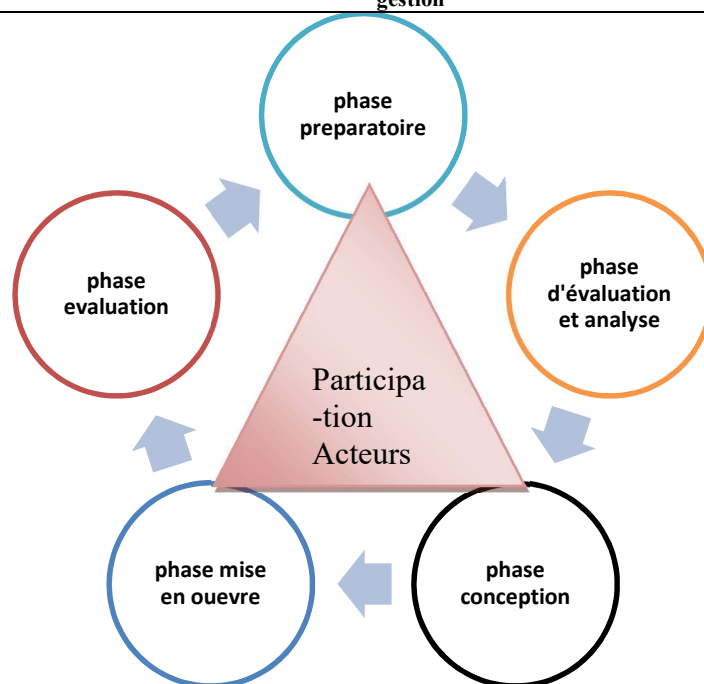 gestion
phase
preparatoire
phase
d'évaluation
et analyse
phase
evaluation
Participa
-tion
Acteurs
phase mise
en ouevre
phase
conception